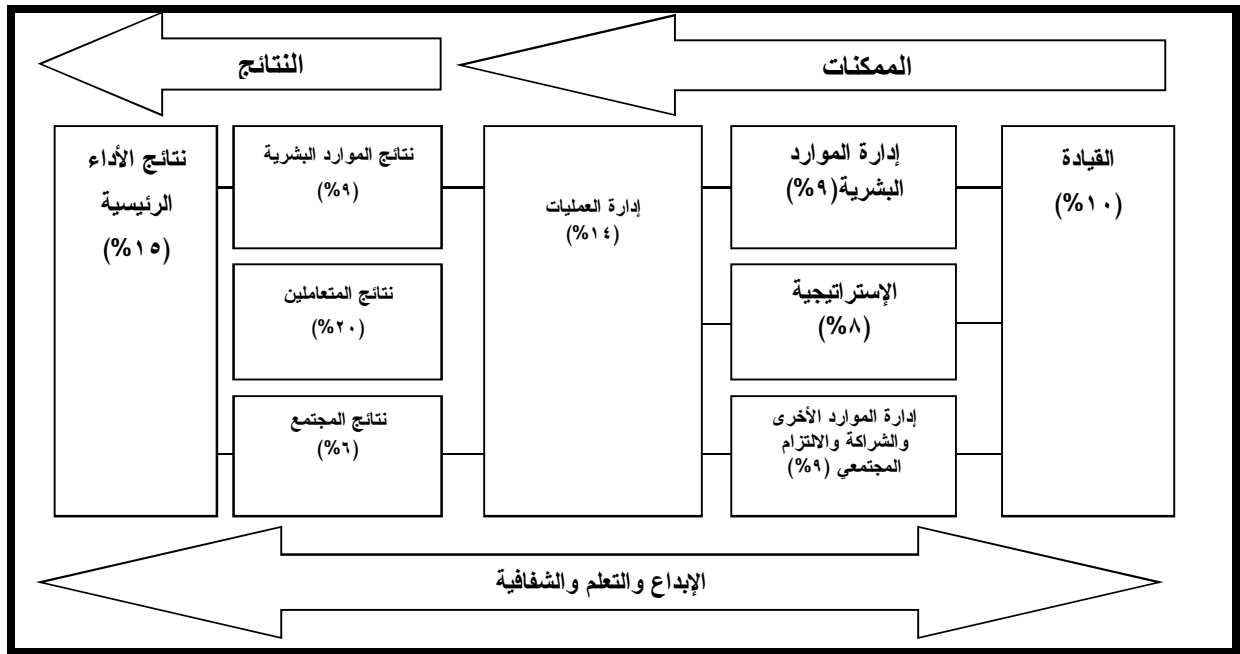 الممكنات
النتائج
القيادة
(%١٠)
إدارة الموارد
البشرية(٩%)
الإستراتيجية
(%٨)
إدارة الموارد الأخرى
والشراكة والالتزام
المجتمعي (٩%)
إدارة العمليات
(%١٤)
نتائج الموارد البشرية
(%٩)
نتائج المتعاملين
(%٢٠)
نتائج المجتمع
(%٦)
نتائج الأداء
الرئيسية
(%١٥)
الإبداع والتعلم والشفافية